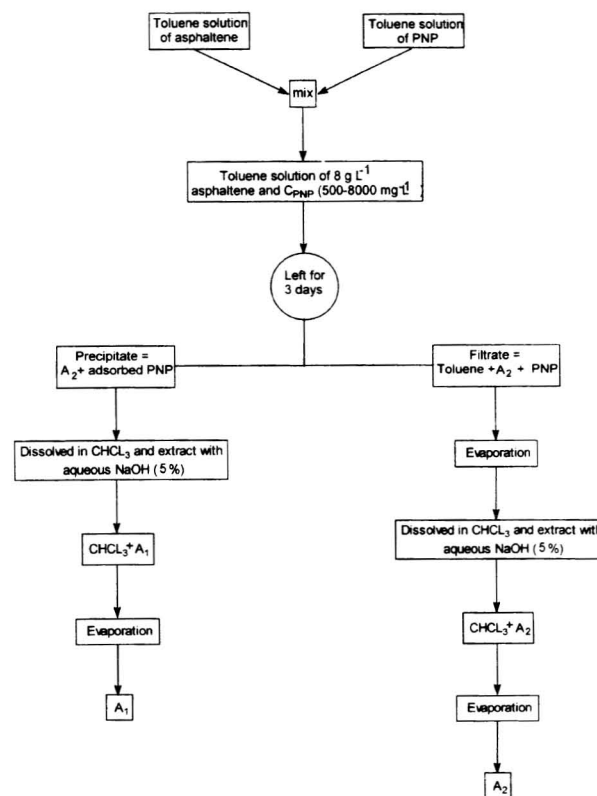 Toluene solution
of asphaltene
Toluene solution
of PNP
mix
Toluene solution of 8 g L⁻¹
asphaltene and C_PNP (500-8000 mg-L¹
Left for
3 days
Precipitate =
A₂+ adsorbed PNP
Filtrate =
Toluene +A₂ + PNP
Dissolved in CHCL₃ and extract with
aqueous NaOH (5%)
Evaporation
CHCL₃+A₁
Dissolved in CHCL₃ and extract with
aqueous NaOH (5%)
Evaporation
CHCL₃+A₂
A₁
Evaporation
A₂